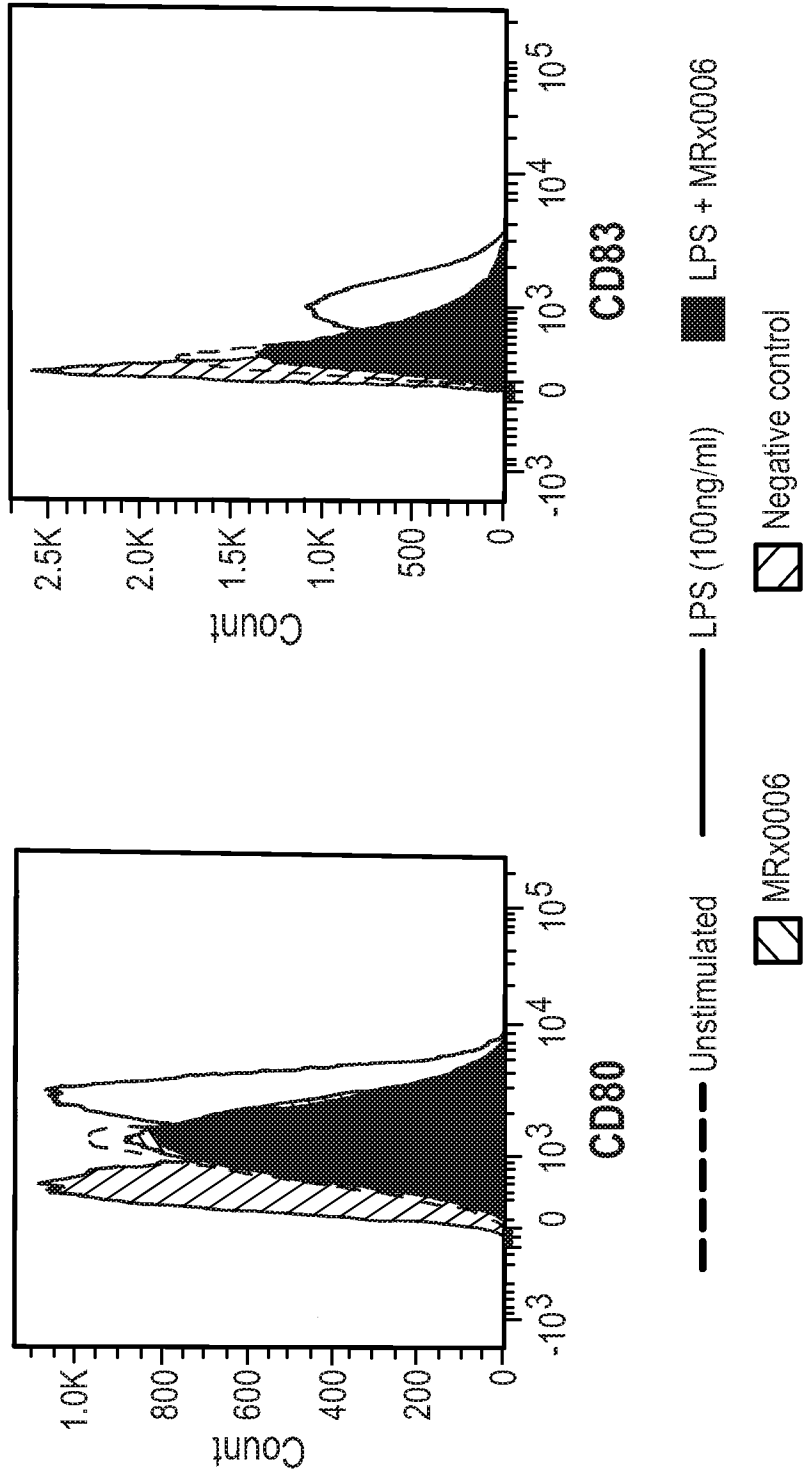 Count
1.0K
800
600
400
200
0
-10³ 0 10³ 10⁴ 10⁵
CD80
Count
2.5K
2.0K
1.5K
1.0K
500
0
-10³ 0 10³ 10⁴ 10⁵
CD83
Unstimulated LPS (100ng/ml) LPS + MRx0006
MRx0006 Negative control